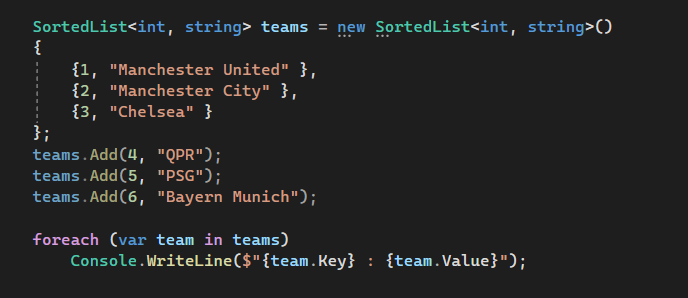 SortedList<int, string> teams = new SortedList<int, string>()
{
    {1, "Manchester United" },
    {2, "Manchester City" },
    {3, "Chelsea" }
};
teams.Add(4, "QPR");
teams.Add(5, "PSG");
teams.Add(6, "Bayern Munich");

foreach (var team in teams)
    Console.WriteLine($"{team.Key} : {team.Value}");